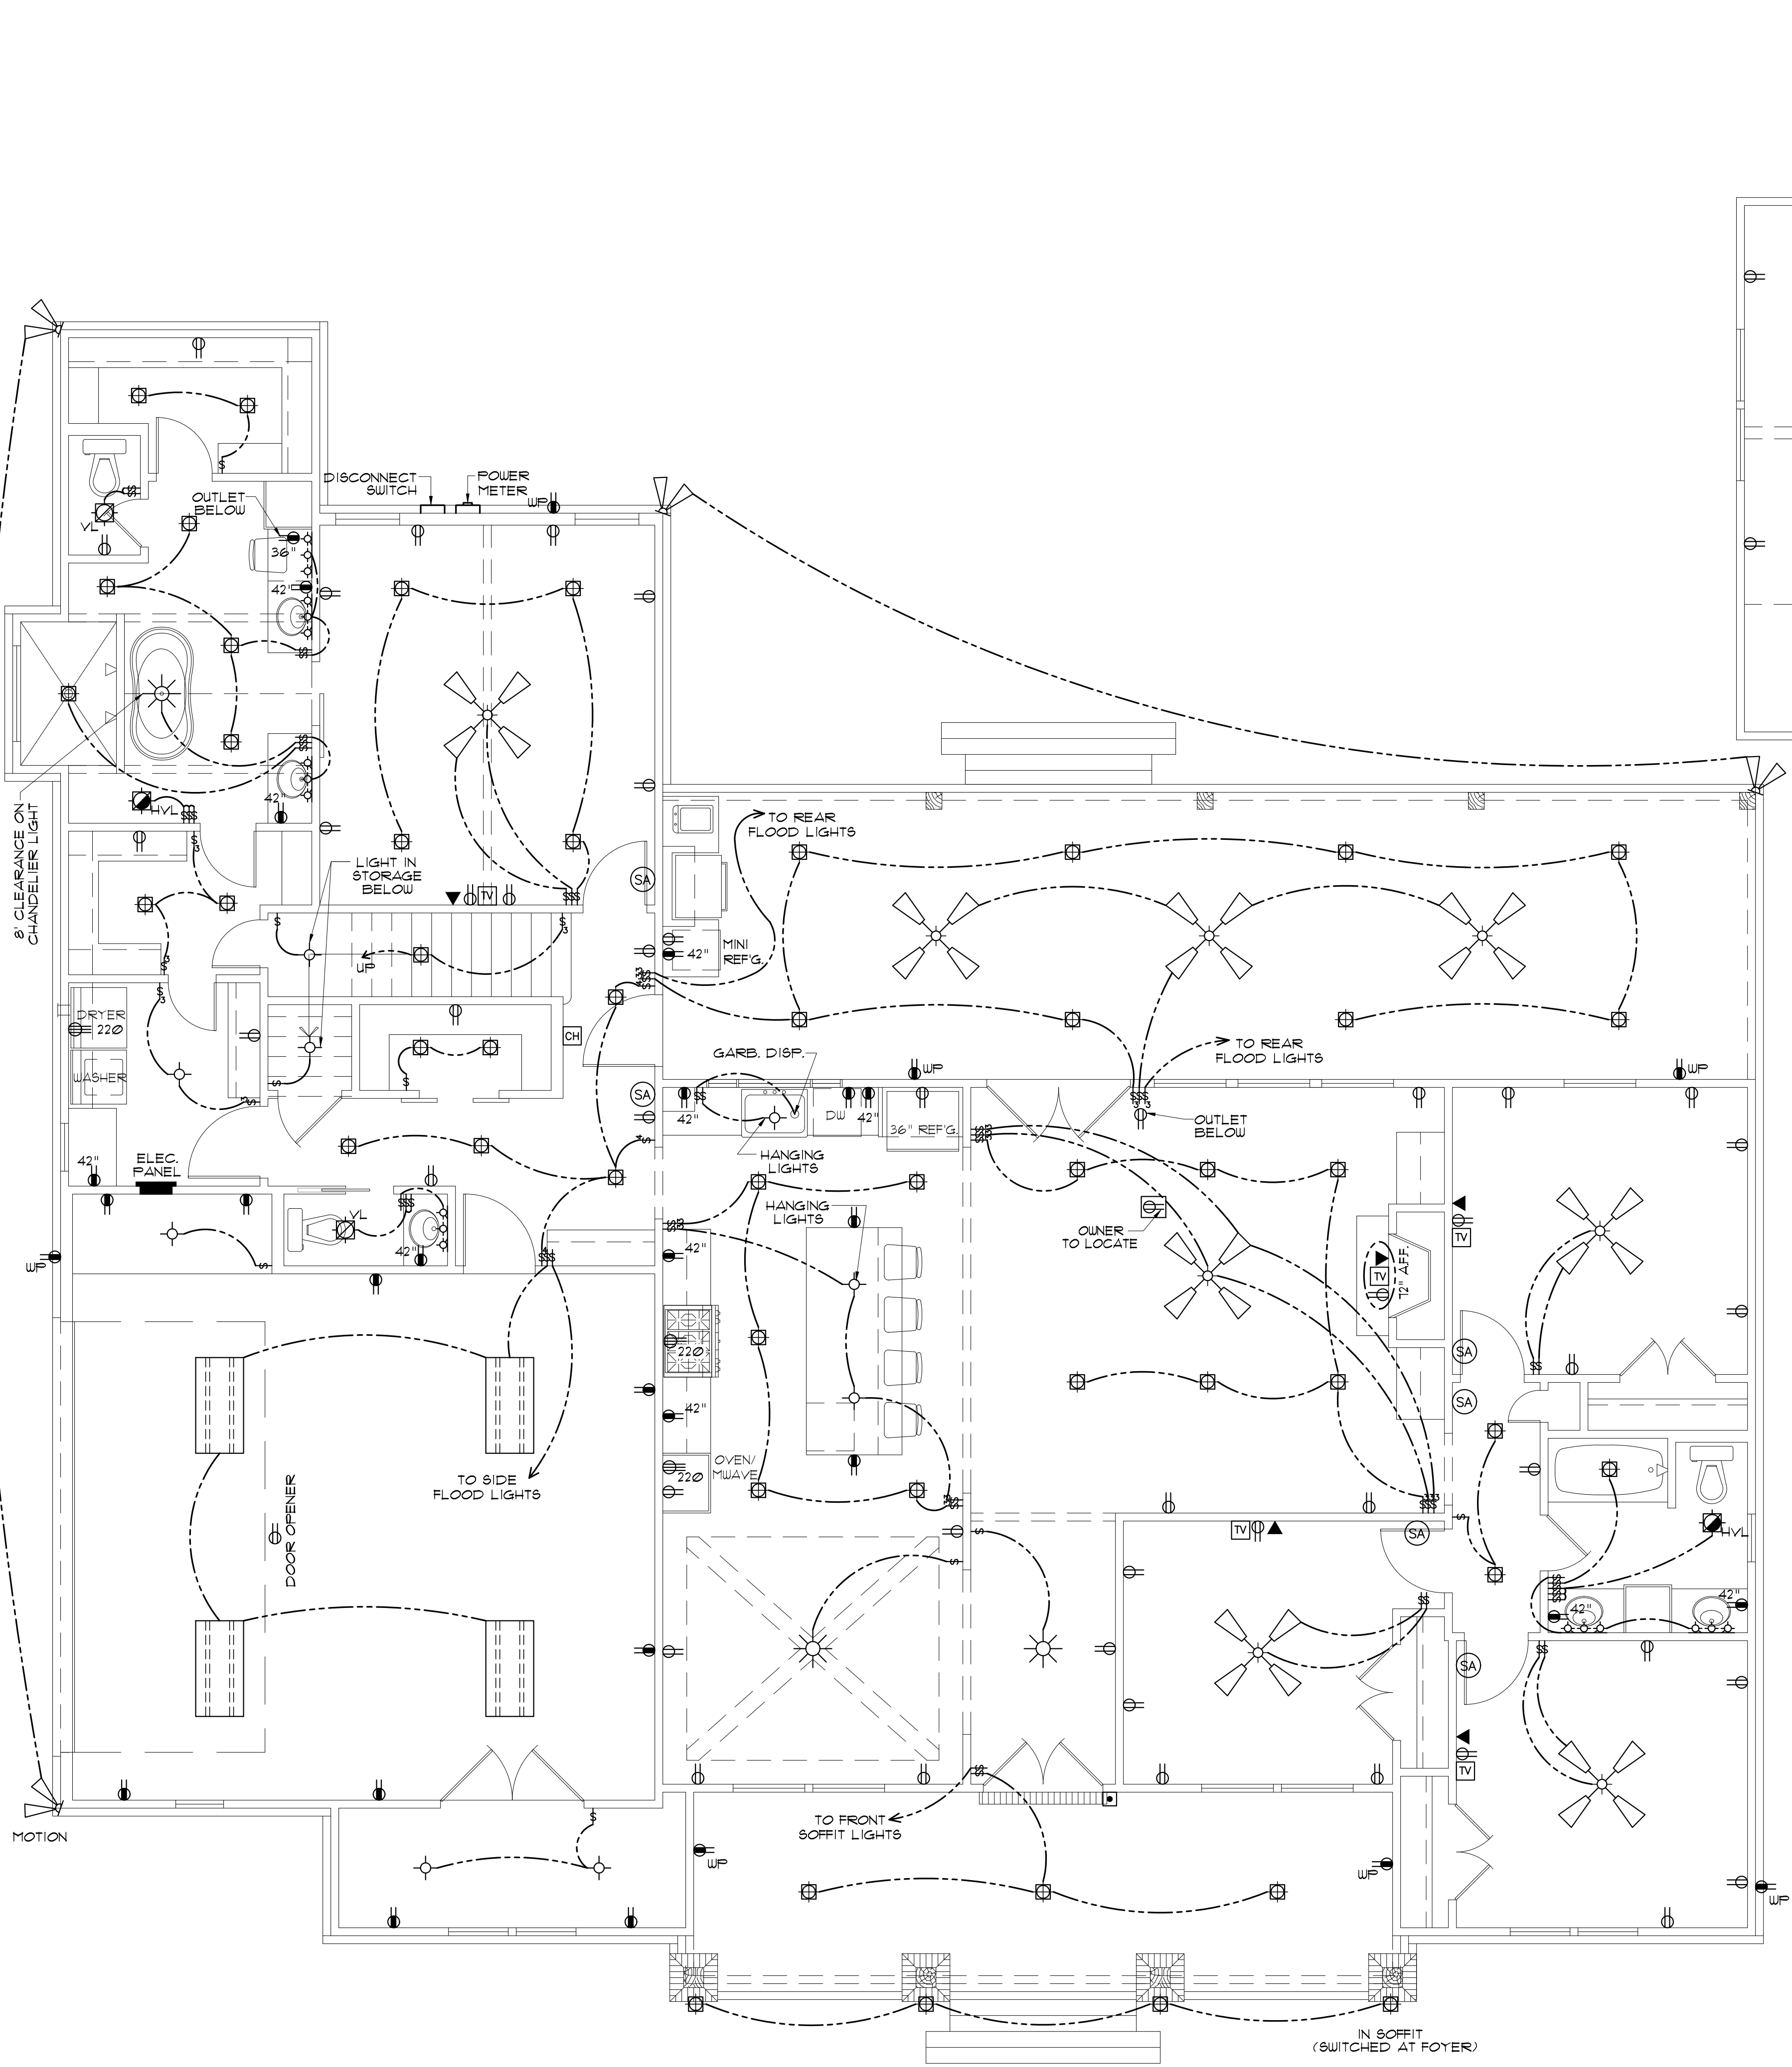 DISCONNECT
SWITCH
POWER
METER
WP
OUTLET
BELOW
VL
36"
42"
42"
HVL
8' CLEARANCE ON
CHANDELIER LIGHT
LIGHT IN
STORAGE
BELOW
TV
SA
TO REAR
FLOOD LIGHTS
UP
MINI
REF'G.
42"
DRYER
220
WASHER
CH
GARB. DISP.
WP
TO REAR
FLOOD LIGHTS
WP
SA
42"
DW
42"
36" REF'G.
OUTLET
BELOW
42"
ELEC.
PANEL
HANGING
LIGHTS
VL
42"
HANGING
LIGHTS
OWNER
TO LOCATE
TV
TV
72" A.F.F.
WP
42"
220
42"
220
OVEN/
MWAVE
SA
SA
TO SIDE
FLOOD LIGHTS
DOOR OPENER
TV
SA
HVL
42"
42"
SA
TV
TO FRONT
SOFFIT LIGHTS
MOTION
WP
WP
WP
IN SOFFIT
(SWITCHED AT FOYER)